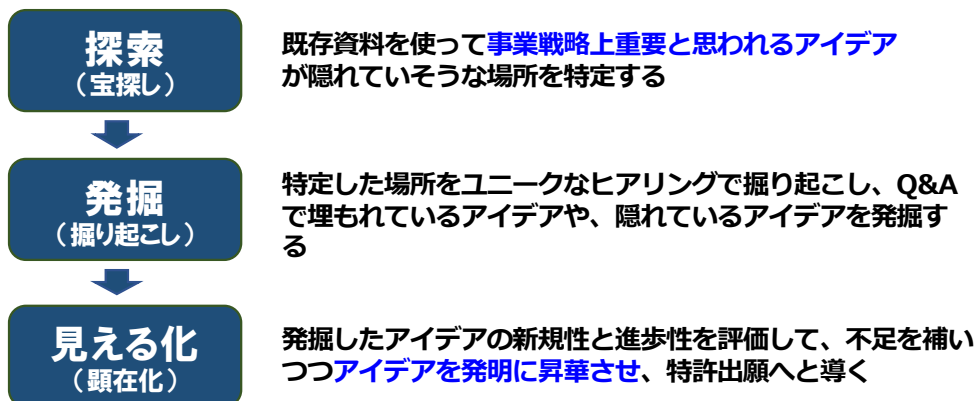 探索
（宝探し）
既存資料を使って事業戦略上重要と思われるアイデア
が隠れていそうな場所を特定する
発掘
（掘り起こし）
特定した場所をユニークなヒアリングで掘り起こし、Q&A
で埋もれているアイデアや、隠れているアイデアを発掘す
る
見える化
（顕在化）
発掘したアイデアの新規性と進歩性を評価して、不足を補い
つつアイデアを発明に昇華させ、特許出願へと導く